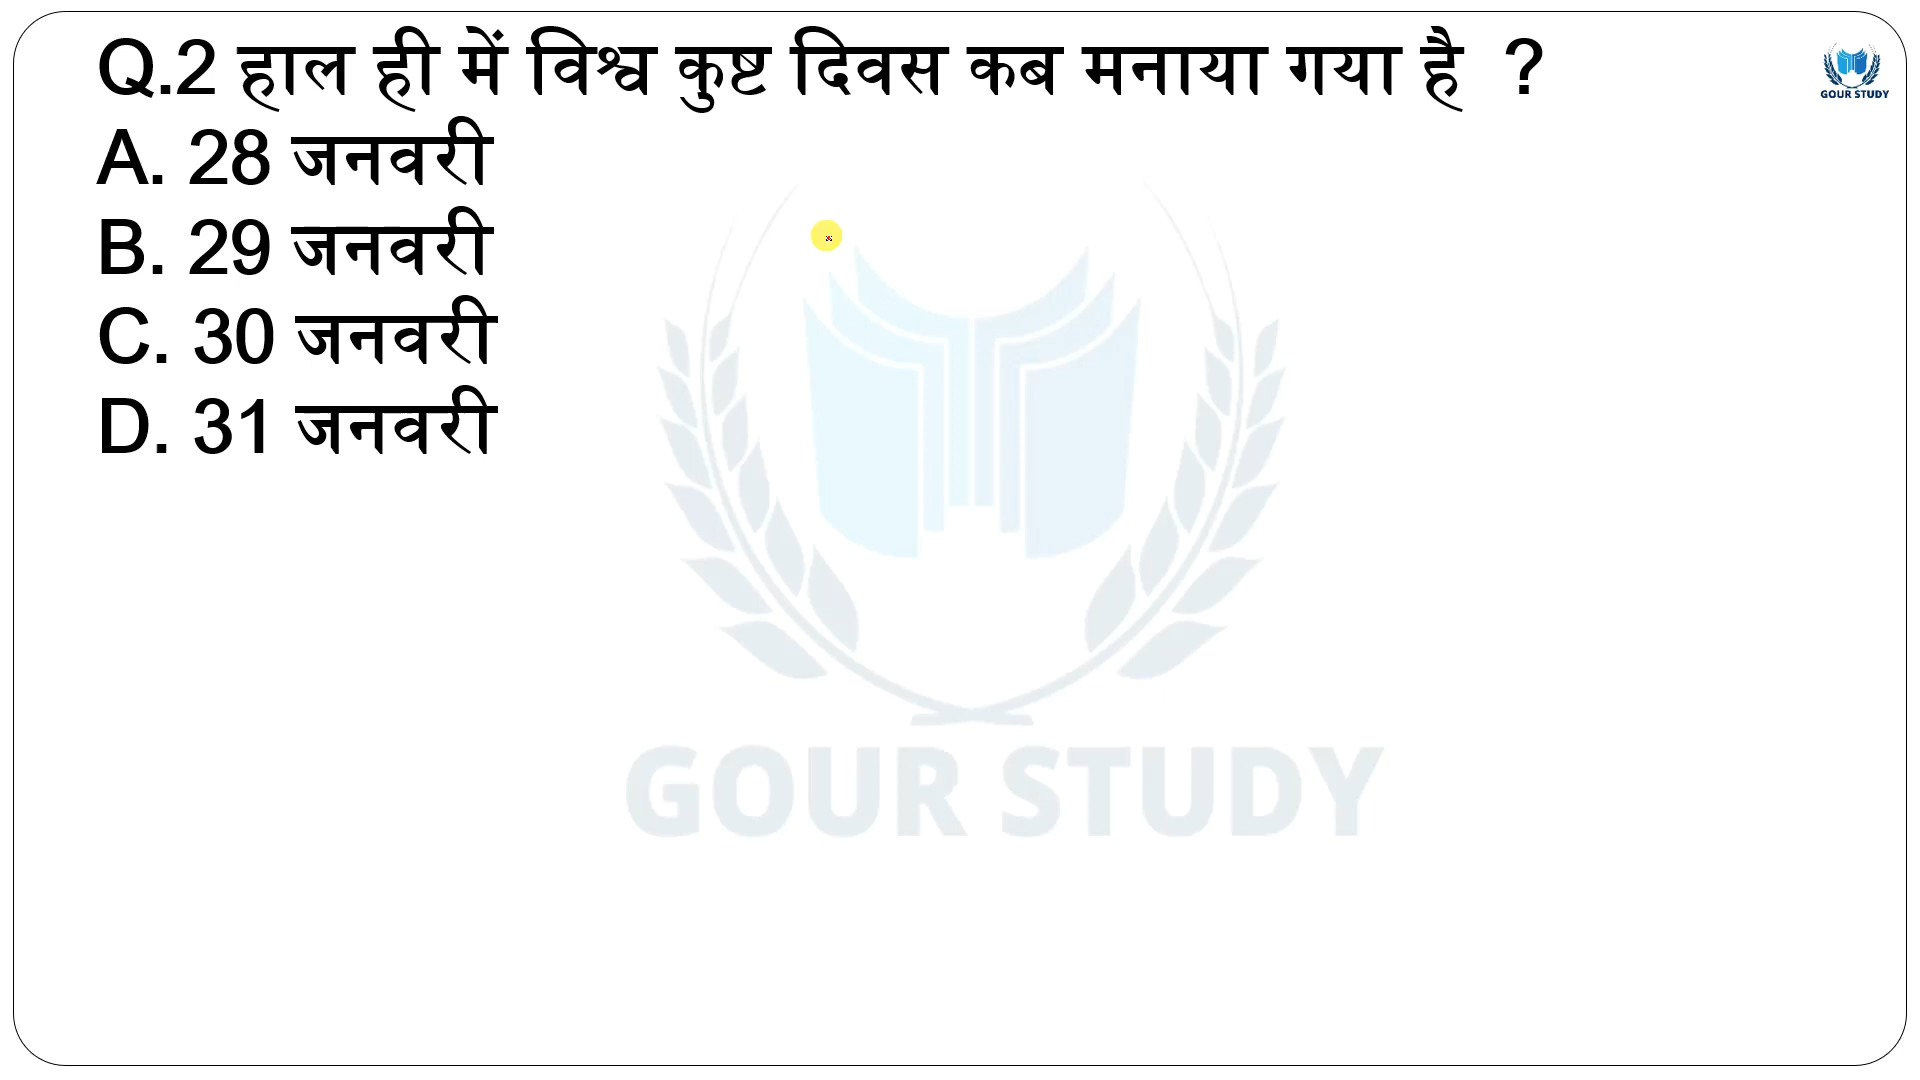 Q.2 हाल ही में विश्व कुष्ट दिवस कब मनाया गया है ?
GOUR STUDY
A. 28 जनवरी
B. 29 जनवरी
C. 30 जनवरी
D. 31 जनवरी
GOUR STUDY